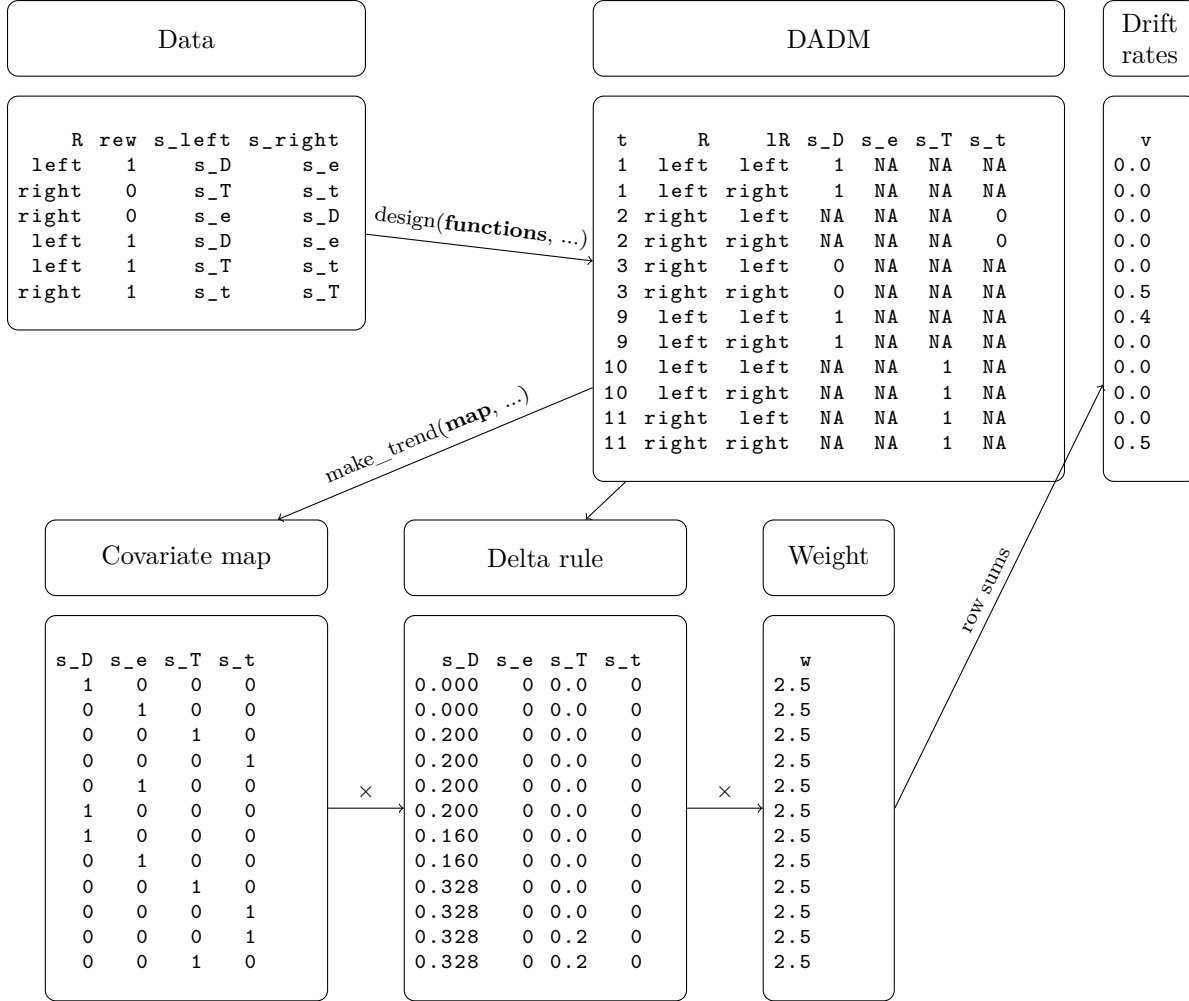 Data
DADM
Drift
rates
R rew s_left s_right
left 1 s_D s_e
right 0 s_T s_t
right 0 s_e s_D
left 1 s_D s_e
left 1 s_T s_t
right 1 s_t s_T
design(functions, ...)
t R lR s_D s_e s_T s_t
1 left left 1 NA NA NA
1 left right 1 NA NA NA
2 right left NA NA NA 0
2 right right NA NA NA 0
3 right left 0 NA NA NA
3 right right 0 NA NA NA
9 left left 1 NA NA NA
9 left right 1 NA NA NA
10 left left NA NA 1 NA
10 left right NA NA 1 NA
11 right left NA NA 1 NA
11 right right NA NA 1 NA
v
0.0
0.0
0.0
0.0
0.0
0.5
0.4
0.0
0.0
0.0
0.0
0.5
make_trend(map, ...)
Covariate map
Delta rule
Weight
row sums
s_D s_e s_T s_t
1 0 0 0
0 1 0 0
0 0 1 0
0 0 0 1
0 1 0 0
1 0 0 0
1 0 0 0
0 1 0 0
0 0 1 0
0 0 0 1
0 0 0 1
0 0 1 0
×
s_D s_e s_T s_t
0.000 0 0.0 0
0.000 0 0.0 0
0.200 0 0.0 0
0.200 0 0.0 0
0.200 0 0.0 0
0.200 0 0.0 0
0.160 0 0.0 0
0.160 0 0.0 0
0.328 0 0.0 0
0.328 0 0.0 0
0.328 0 0.2 0
0.328 0 0.2 0
×
w
2.5
2.5
2.5
2.5
2.5
2.5
2.5
2.5
2.5
2.5
2.5
2.5